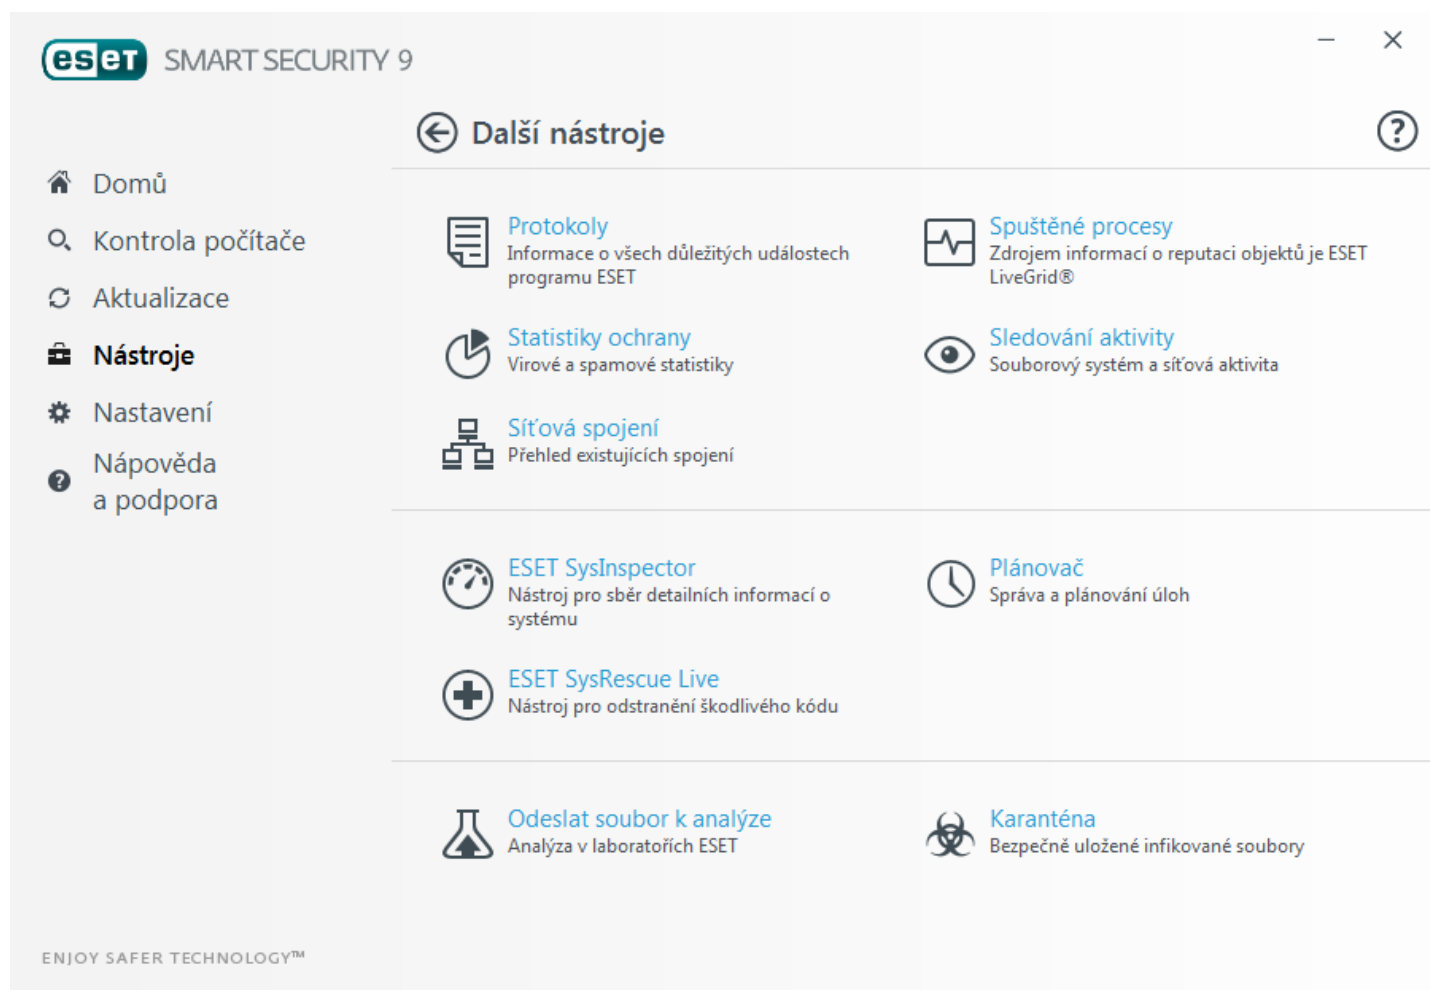 eset SMART SECURITY 9
Další nástroje
?
Domů
Kontrola počítače
Aktualizace
Nástroje
Nastavení
Nápověda
a podpora
Protokoly
Informace o všech důležitých událostech
programu ESET
Spuštěné procesy
Zdrojem informací o reputaci objektů je ESET
LiveGrid®
Statistiky ochrany
Virové a spamové statistiky
Sledování aktivity
Souborový systém a síťová aktivita
Síťová spojení
Přehled existujících spojení
ESET SysInspector
Nástroj pro sběr detailních informací o
systému
Plánovač
Správa a plánování úloh
ESET SysRescue Live
Nástroj pro odstranění škodlivého kódu
Odeslat soubor k analýze
Analýza v laboratořích ESET
Karanténa
Bezpečně uložené infikované soubory
ENJOY SAFER TECHNOLOGY™